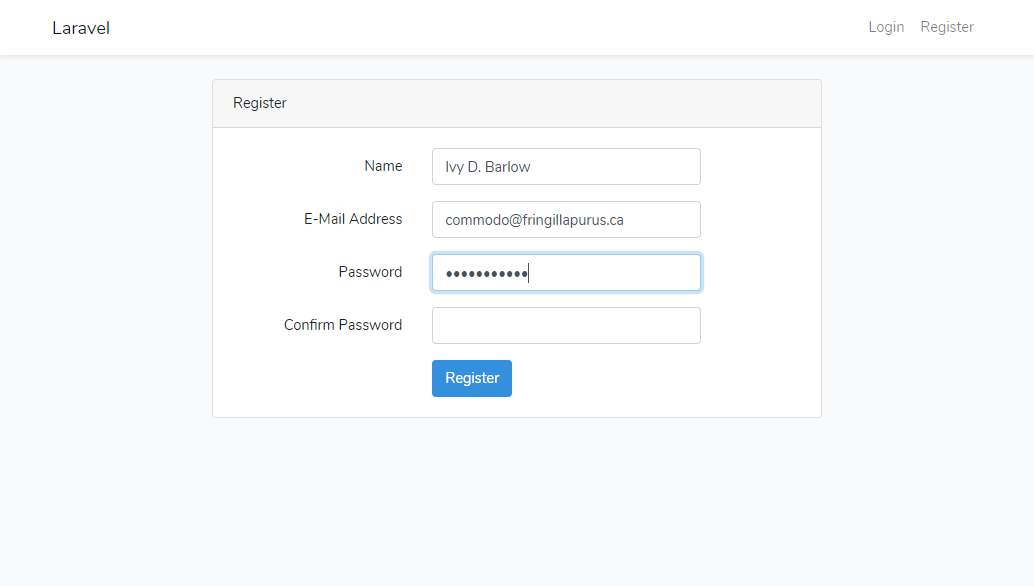 Laravel Login Register
Register
Name Ivy D. Barlow
E-Mail Address commodo@fringillapurus.ca
Password •••••••••••
Confirm Password
Register